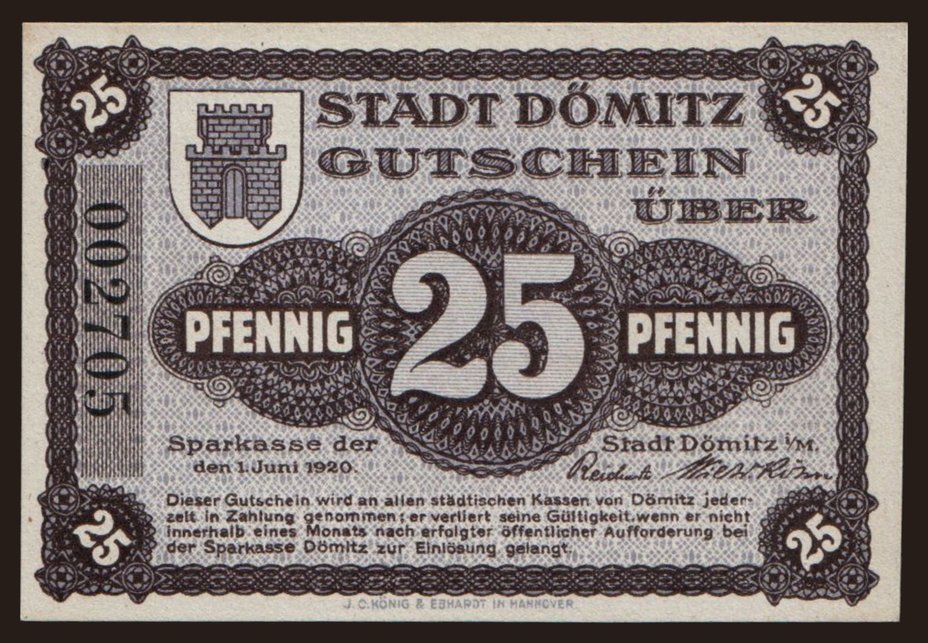 25
25
STADT DÖMITZ
GUTSCHEIN
ÜBER
002705
PFENNIG 25 PFENNIG
Sparkasse der Stadt Dömitz i/M.
den 1. Juni 1920.
Dieser Gutschein wird an allen städtischen Kassen von Dömitz jeder-
zeit in Zahlung genommen; er verliert seine Gültigkeit, wenn er nicht
innerhalb eines Monats nach erfolgter öffentlicher Aufforderung bei
der Sparkasse Dömitz zur Einlösung gelangt.
25
25
J.C. KÖNIG & EBHARDT IN HANNOVER.